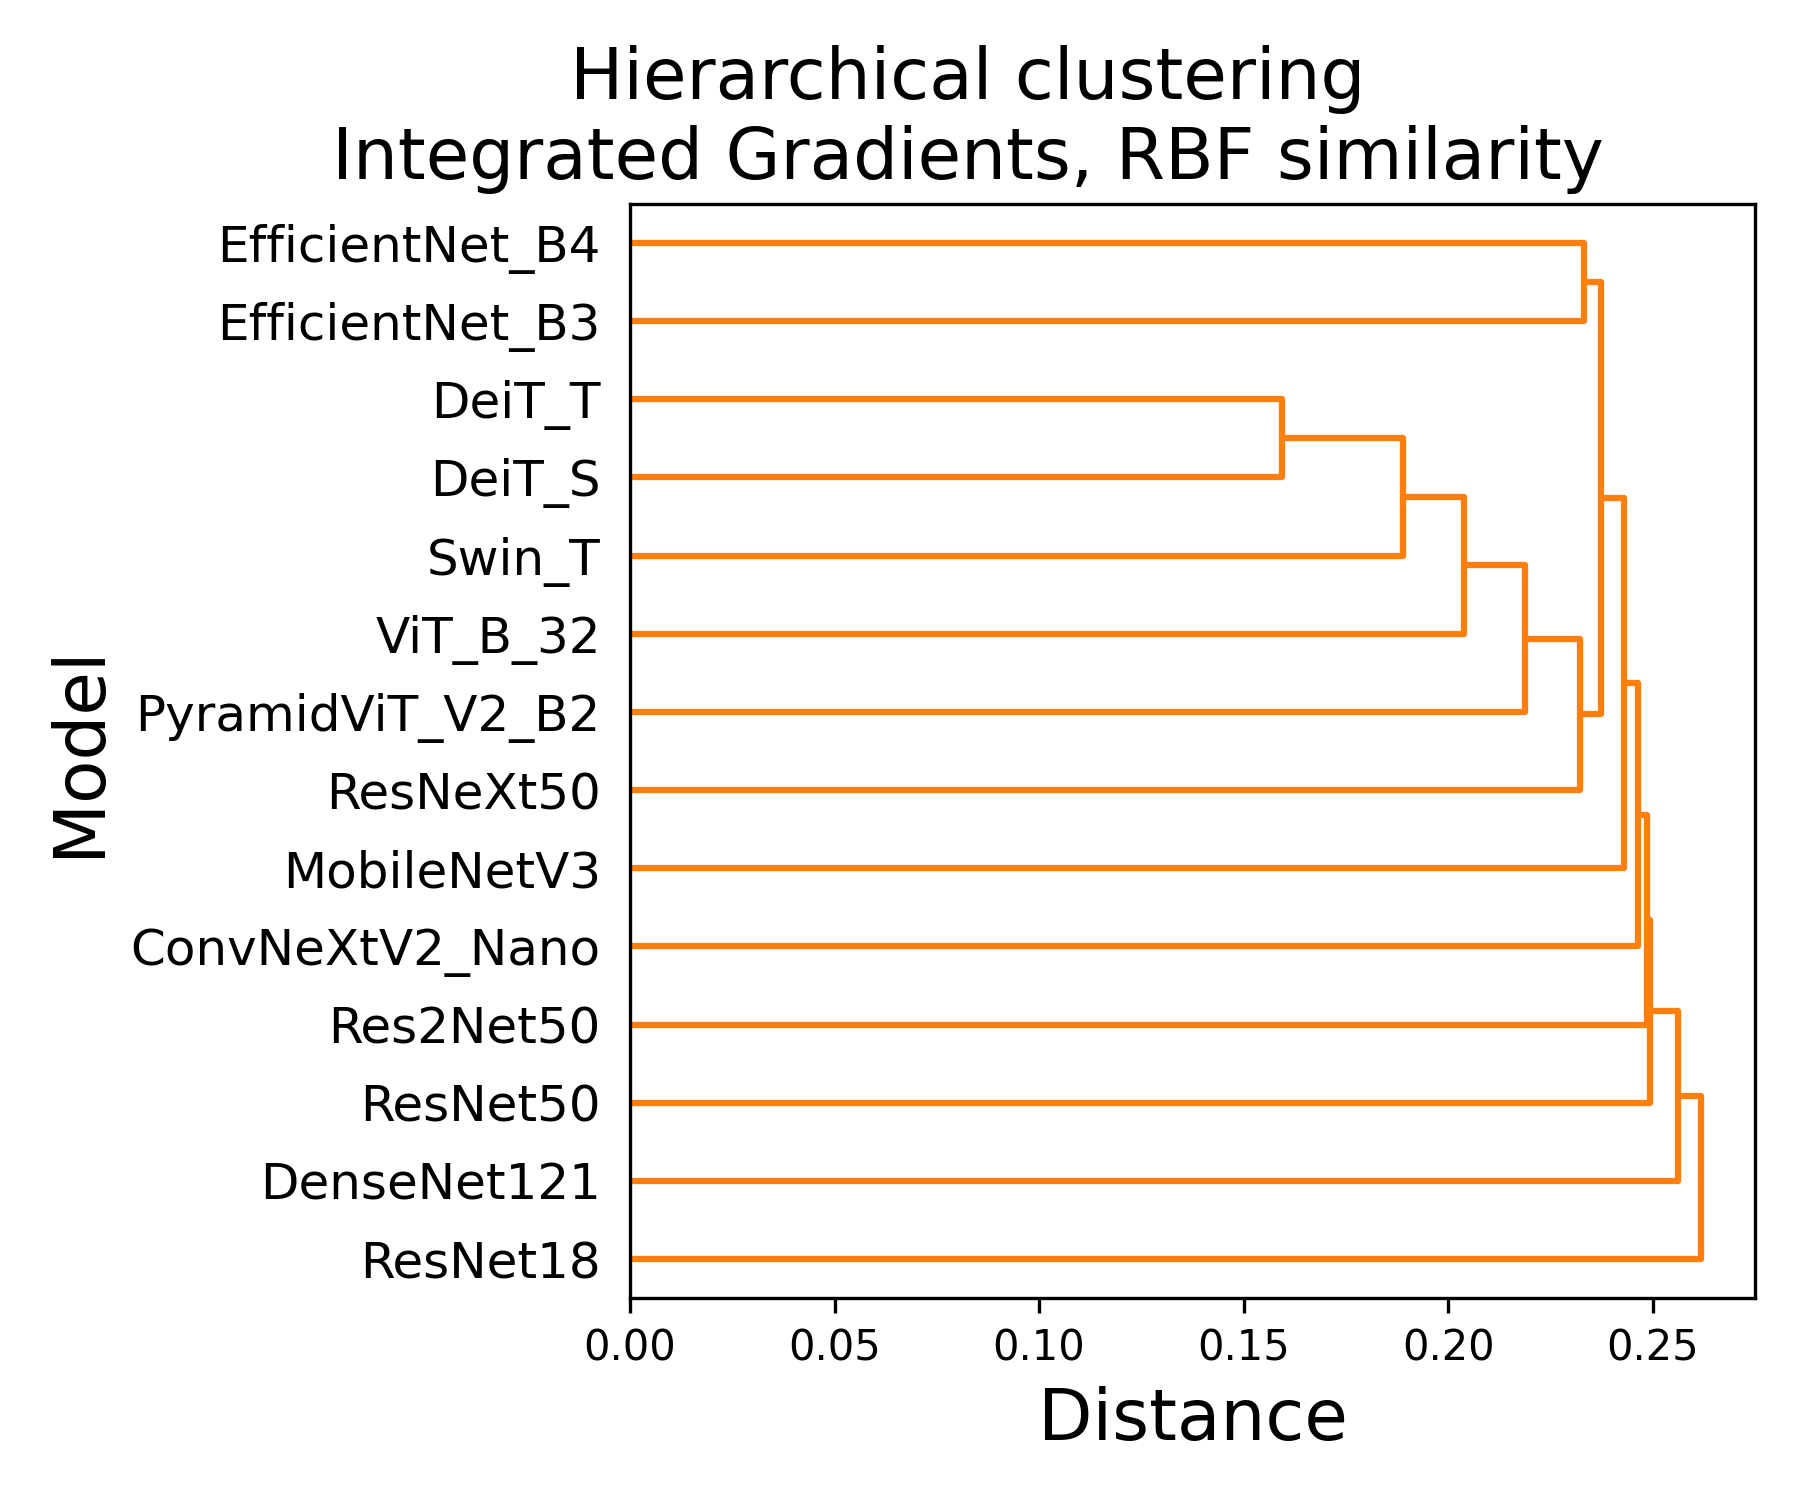 Hierarchical clustering
Integrated Gradients, RBF similarity
EfficientNet_B4
EfficientNet_B3
DeiT_T
DeiT_S
Swin_T
ViT_B_32
PyramidViT_V2_B2
ResNeXt50
MobileNetV3
ConvNeXtV2_Nano
Res2Net50
ResNet50
DenseNet121
ResNet18
Model
0.00 0.05 0.10 0.15 0.20 0.25
Distance